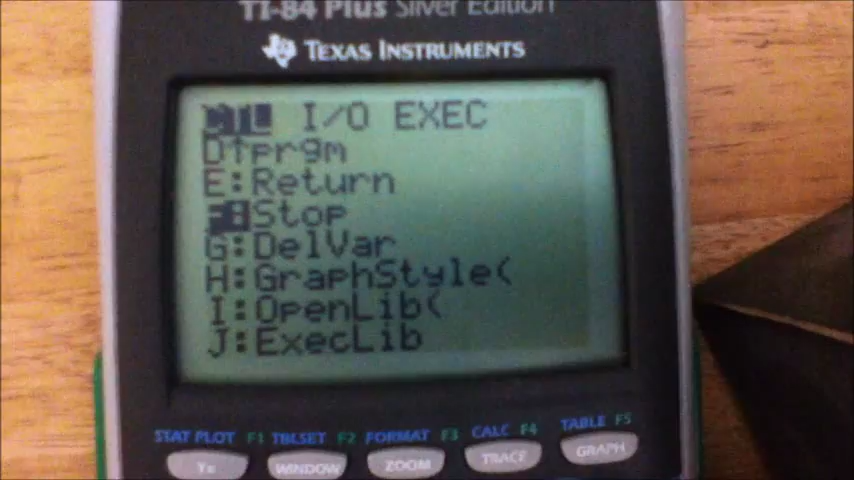 TI-84 Plus Silver Edition
TEXAS INSTRUMENTS
CTL I/O EXEC
D↑prgm
E:Return
F:Stop
G:DelVar
H:GraphStyle(
I:OpenLib(
J:ExecLib
STAT PLOT F1 TBLSET F2 FORMAT F3 CALC F4 TABLE F5
Y= WINDOW ZOOM TRACE GRAPH